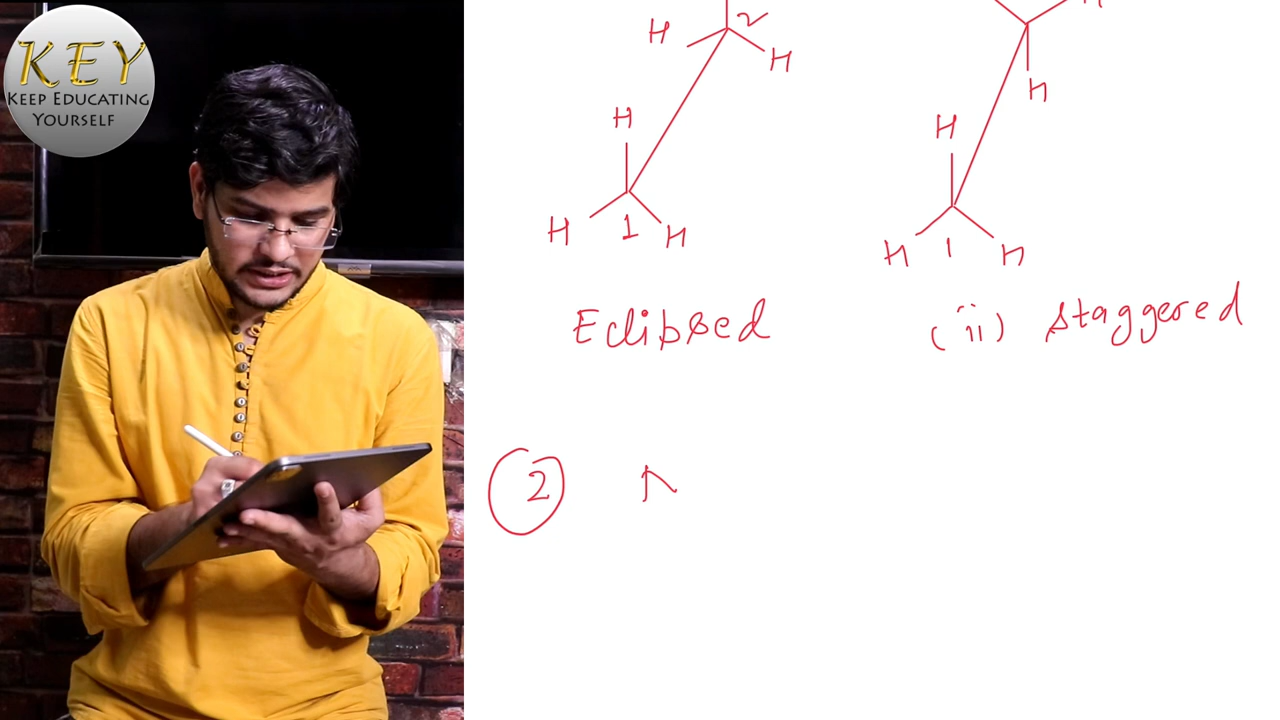 KEY
KEEP EDUCATING
YOURSELF
2
H
H
H
H
H
H
H
1
H
H
1
H
Eclipsed
(ii) staggered
2